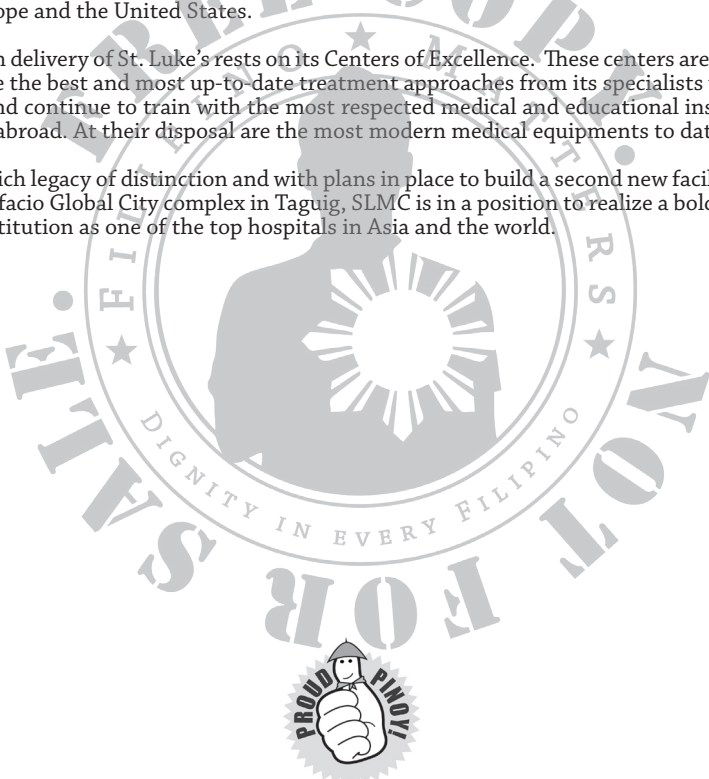 ope and the United States.
n delivery of St. Luke's rests on its Centers of Excellence. These centers are
e the best and most up-to-date treatment approaches from its specialists
nd continue to train with the most respected medical and educational ins
abroad. At their disposal are the most modern medical equipments to dat
ich legacy of distinction and with plans in place to build a second new facil
facio Global City complex in Taguig, SLMC is in a position to realize a bold
titution as one of the top hospitals in Asia and the world.
FREE COPY.
NOT FOR SALE.
FILIPINO MATTERS
DIGNITY IN EVERY FILIPINO
PROUD PINOY!